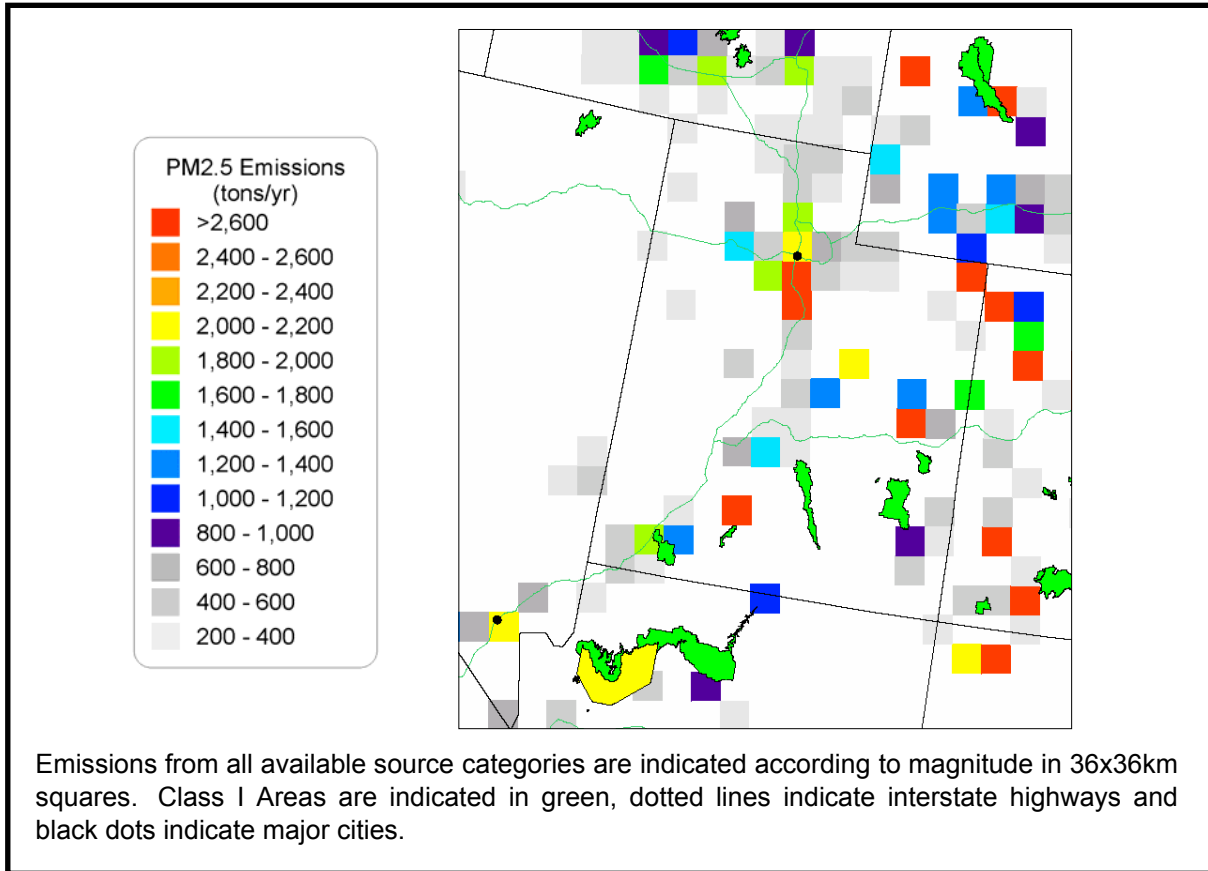 PM2.5 Emissions
(tons/yr)
>2,600
2,400 - 2,600
2,200 - 2,400
2,000 - 2,200
1,800 - 2,000
1,600 - 1,800
1,400 - 1,600
1,200 - 1,400
1,000 - 1,200
800 - 1,000
600 - 800
400 - 600
200 - 400
Emissions from all available source categories are indicated according to magnitude in 36x36km
squares. Class I Areas are indicated in green, dotted lines indicate interstate highways and
black dots indicate major cities.